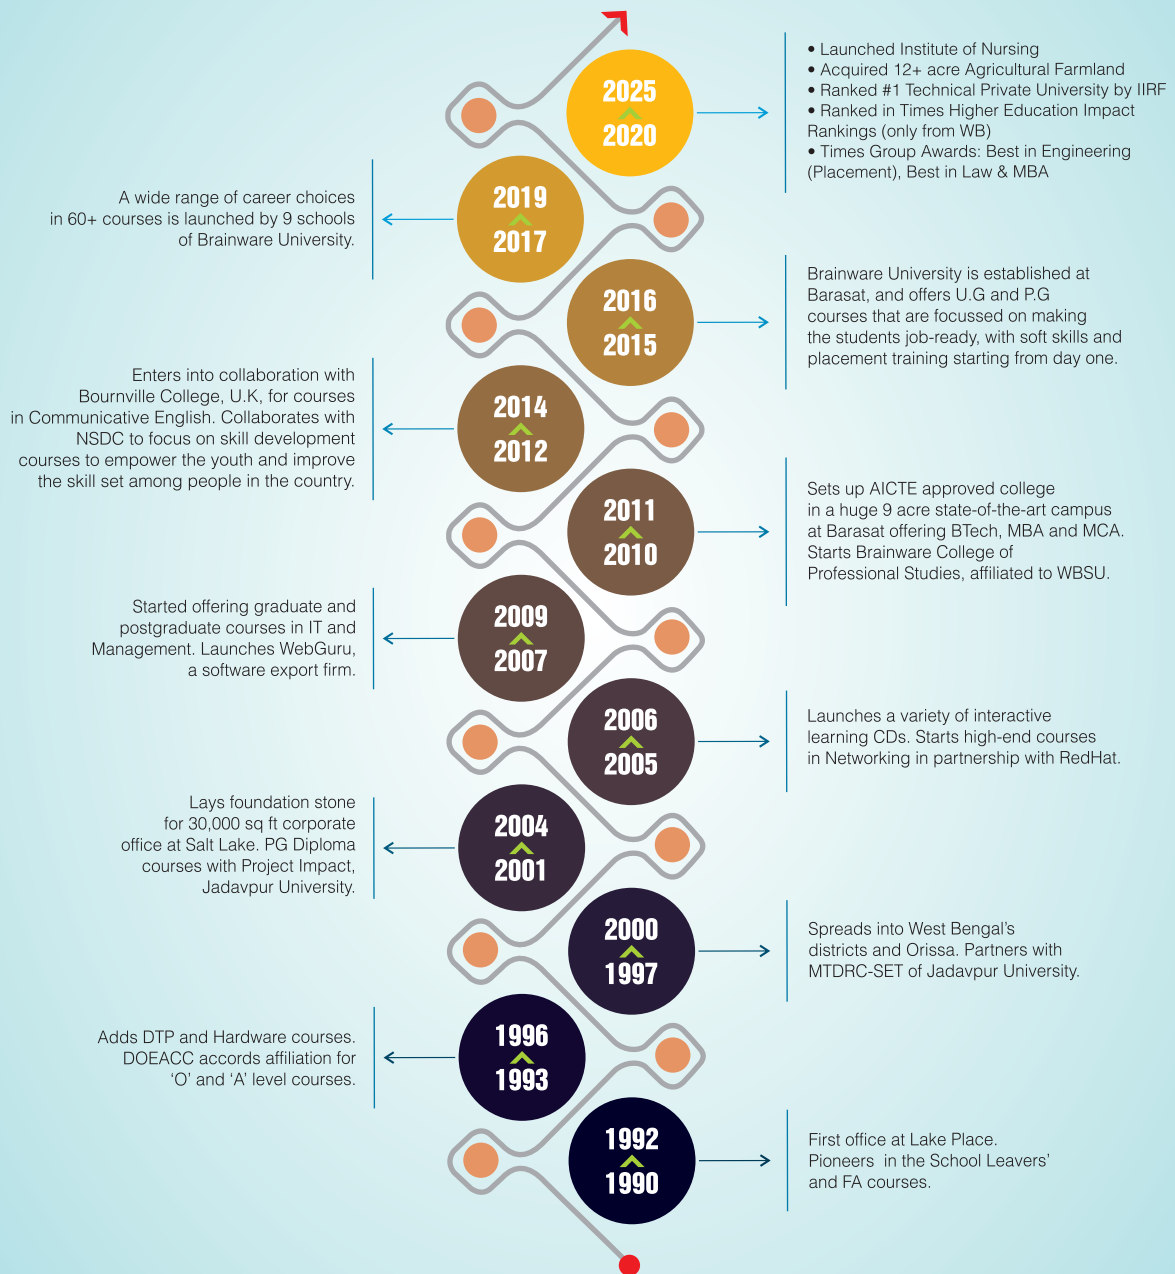 2025
2020
• Launched Institute of Nursing
• Acquired 12+ acre Agricultural Farmland
• Ranked #1 Technical Private University by IIRF
• Ranked in Times Higher Education Impact
Rankings (only from WB)
• Times Group Awards: Best in Engineering
(Placement), Best in Law & MBA
2019
2017
A wide range of career choices
in 60+ courses is launched by 9 schools
of Brainware University.
2016
2015
Brainware University is established at
Barasat, and offers U.G and P.G
courses that are focussed on making
the students job-ready, with soft skills and
placement training starting from day one.
2014
2012
Enters into collaboration with
Bournville College, U.K, for courses
in Communicative English. Collaborates with
NSDC to focus on skill development
courses to empower the youth and improve
the skill set among people in the country.
2011
2010
Sets up AICTE approved college
in a huge 9 acre state-of-the-art campus
at Barasat offering BTech, MBA and MCA.
Starts Brainware College of
Professional Studies, affiliated to WBSU.
2009
2007
Started offering graduate and
postgraduate courses in IT and
Management. Launches WebGuru,
a software export firm.
2006
2005
Launches a variety of interactive
learning CDs. Starts high-end courses
in Networking in partnership with RedHat.
2004
2001
Lays foundation stone
for 30,000 sq ft corporate
office at Salt Lake. PG Diploma
courses with Project Impact,
Jadavpur University.
2000
1997
Spreads into West Bengal’s
districts and Orissa. Partners with
MTDRC-SET of Jadavpur University.
1996
1993
Adds DTP and Hardware courses.
DOEACC accords affiliation for
‘O’ and ‘A’ level courses.
1992
1990
First office at Lake Place.
Pioneers in the School Leavers’
and FA courses.